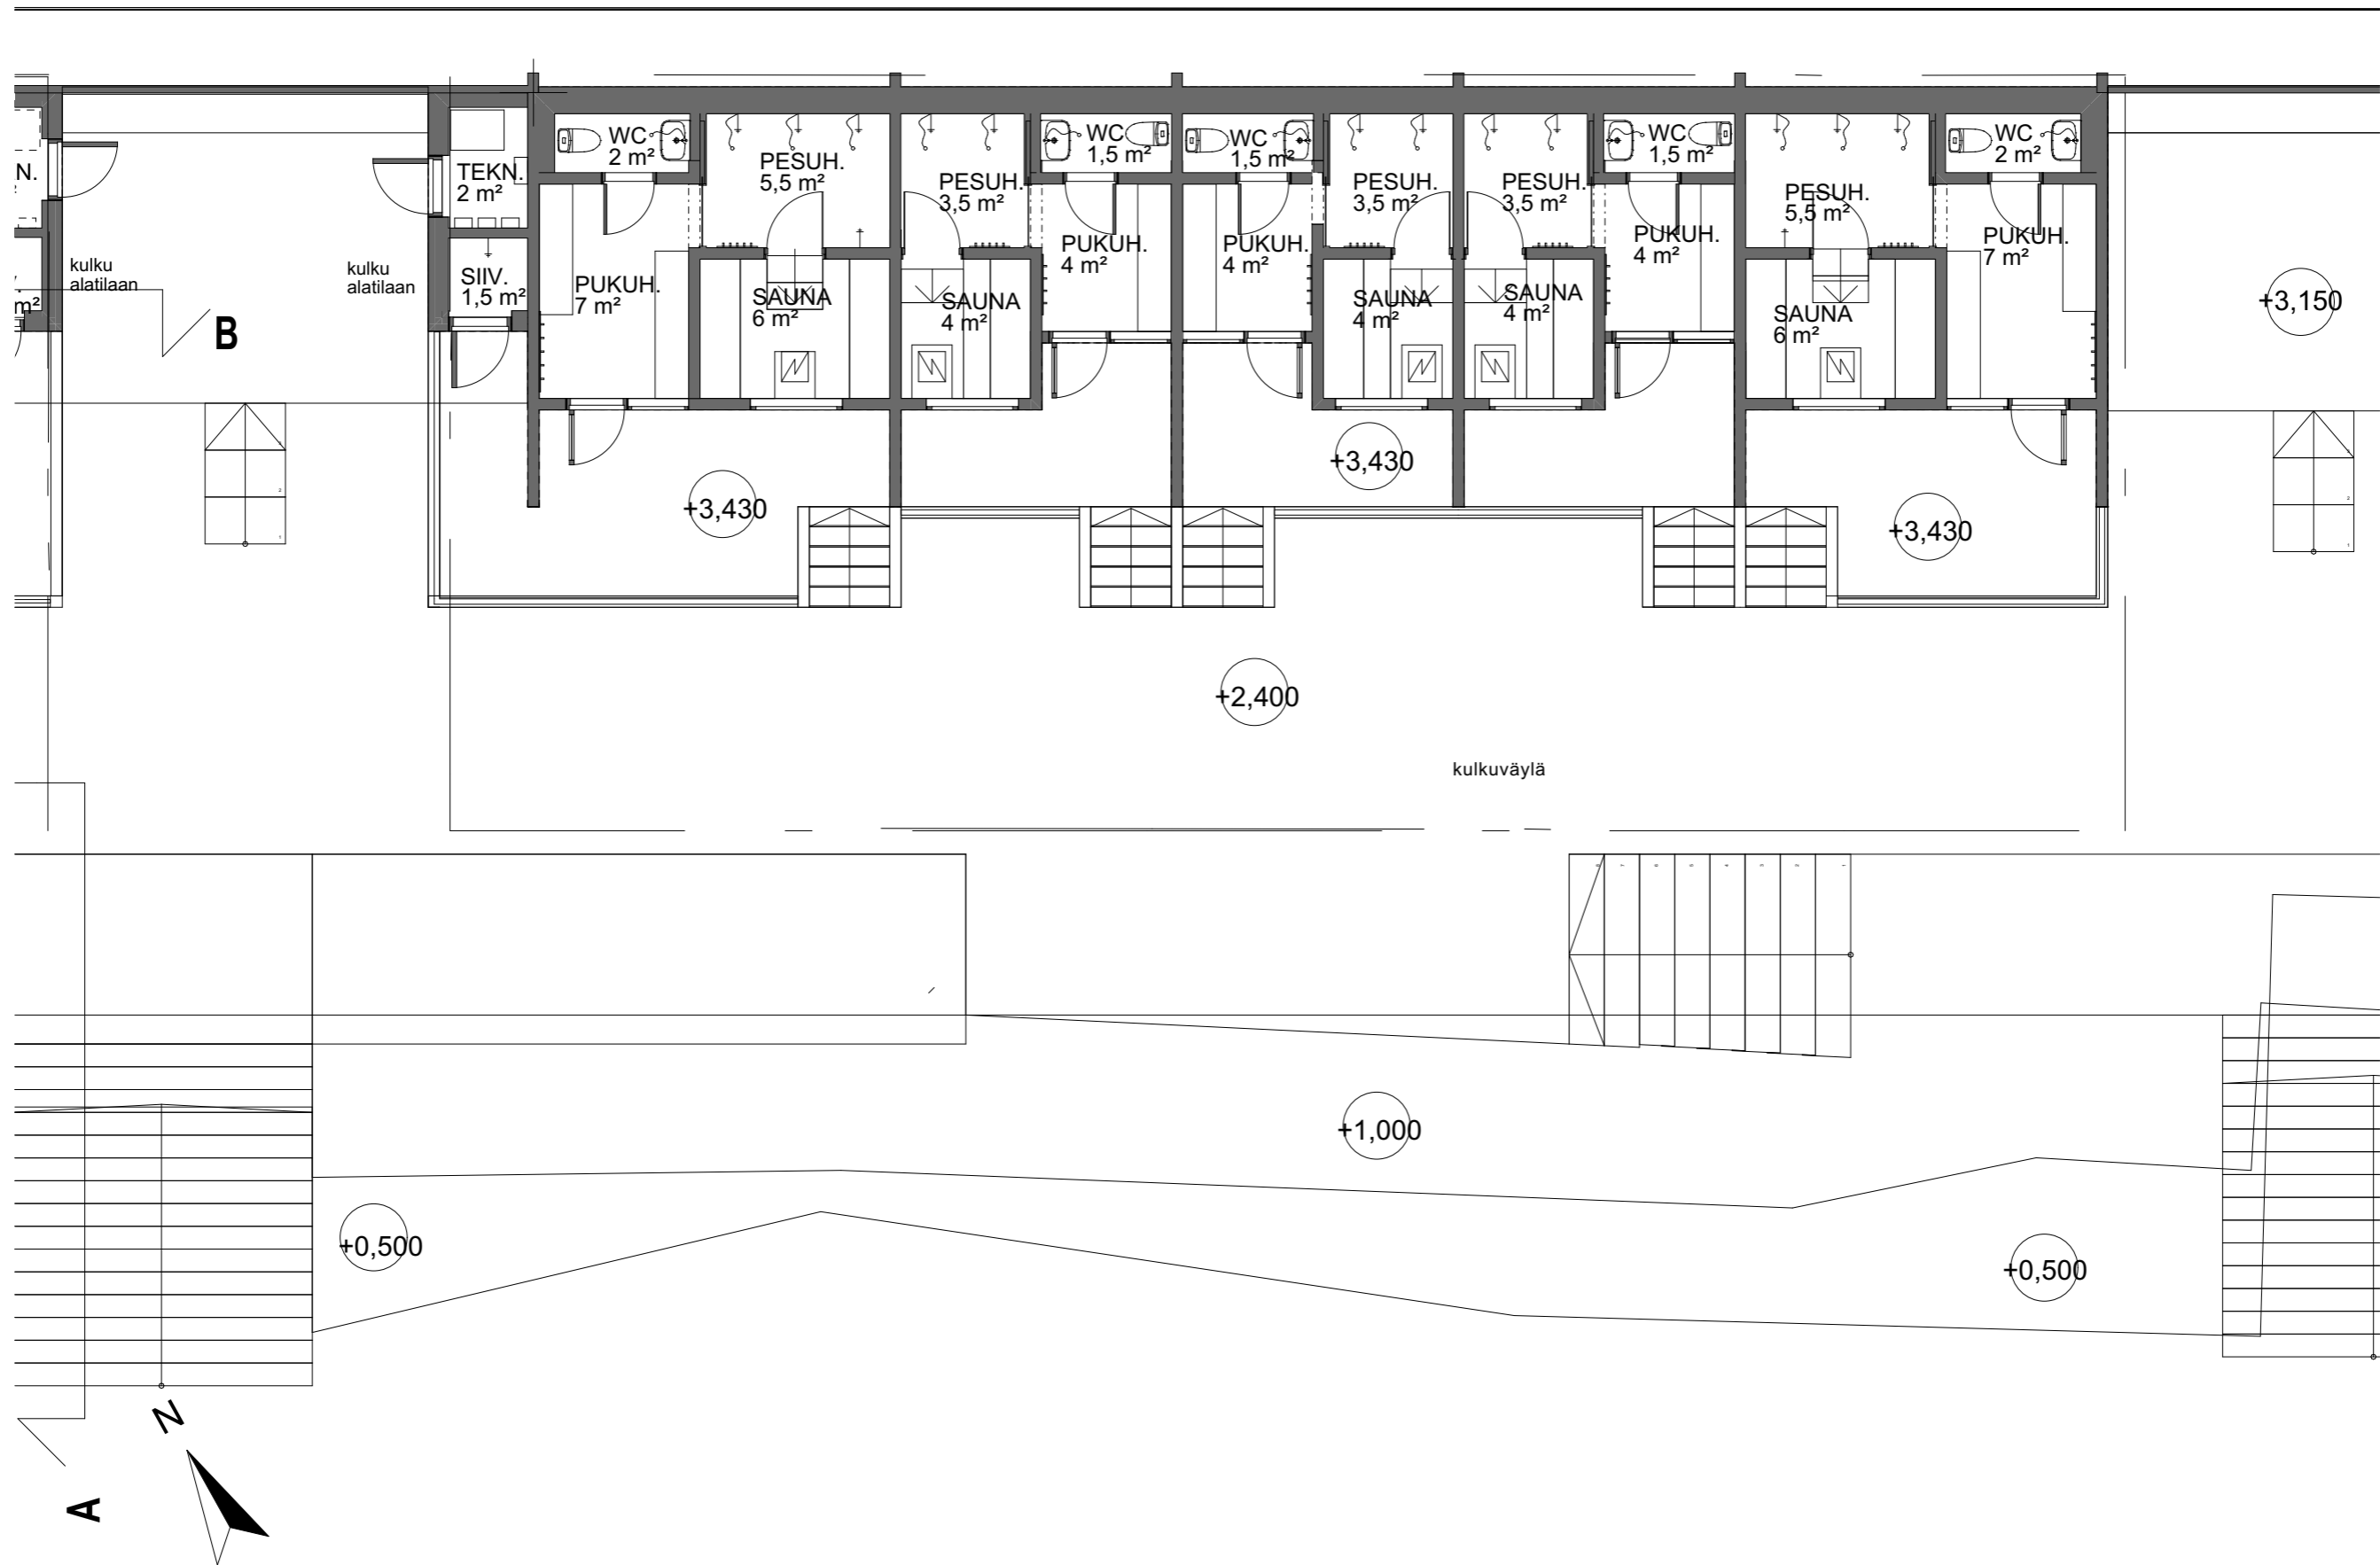 N.
m²
kulku
alatilaan
B
kulku
alatilaan
TEKN.
2 m²
SIIV.
1,5 m²
WC
2 m²
PUKUH.
7 m²
PESUH.
5,5 m²
SAUNA
6 m²
PESUH.
3,5 m²
SAUNA
4 m²
WC
1,5 m²
PUKUH.
4 m²
WC
1,5 m²
PUKUH.
4 m²
PESUH.
3,5 m²
SAUNA
4 m²
PESUH.
3,5 m²
SAUNA
4 m²
WC
1,5 m²
PUKUH.
4 m²
PESUH.
5,5 m²
SAUNA
6 m²
WC
2 m²
PUKUH.
7 m²
+3,150
+3,430
+3,430
+3,430
+2,400
kulkuväylä
+1,000
+0,500
+0,500
N
A